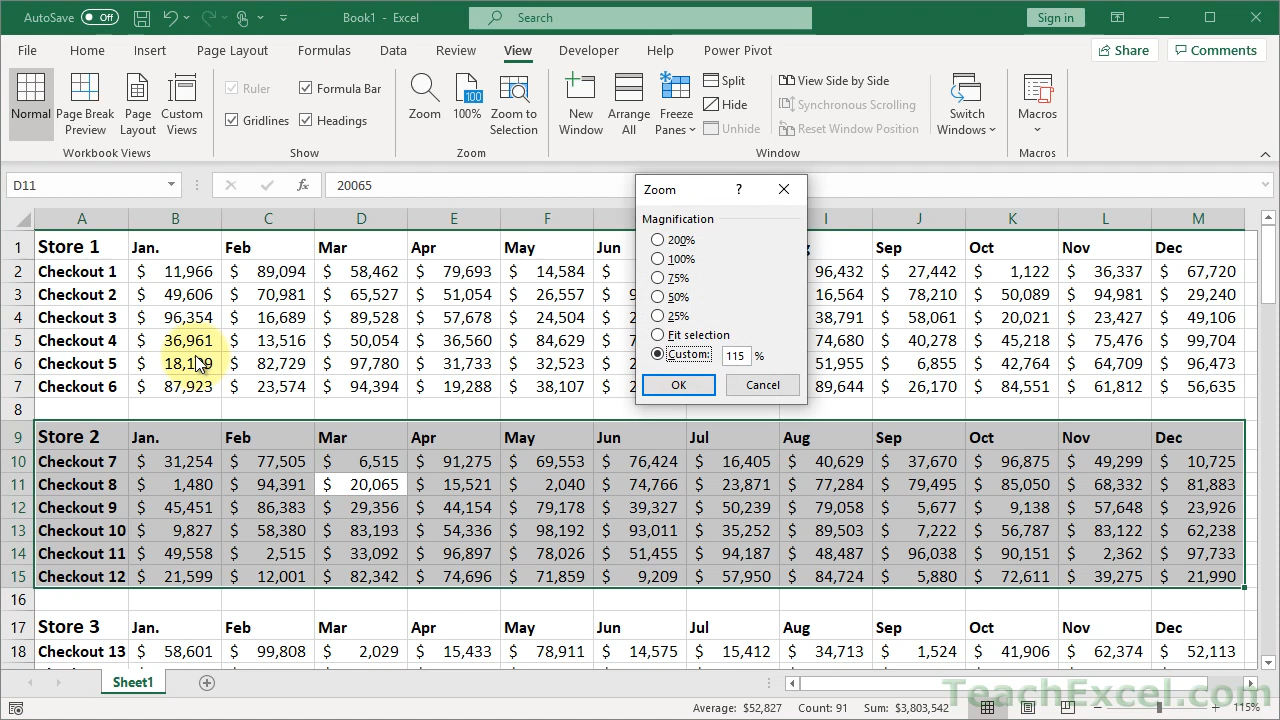 AutoSave Off Book1 - Excel Search Sign in
File Home Insert Page Layout Formulas Data Review View Developer Help Power Pivot Share Comments
Normal Page Break Preview Page Layout Custom Views
Workbook Views
Ruler Formula Bar
Gridlines Headings
Show
Zoom 100% Zoom to Selection
Zoom
New Window Arrange All Freeze Panes
Split
Hide
Unhide
View Side by Side
Synchronous Scrolling
Reset Window Position
Switch Windows
Window
Macros
Macros
D11 fx 20065
A B C D E F I J K L M
1 Store 1 Jan. Feb Mar Apr May Jun Sep Oct Nov Dec
2 Checkout 1 $ 11,966 $ 89,094 $ 58,462 $ 79,693 $ 14,584 $ 96,432 $ 27,442 $ 1,122 $ 36,337 $ 67,720
3 Checkout 2 $ 49,606 $ 70,981 $ 65,527 $ 51,054 $ 26,557 $ 16,564 $ 78,210 $ 50,089 $ 94,981 $ 29,240
4 Checkout 3 $ 96,354 $ 16,689 $ 89,528 $ 57,678 $ 24,504 $ 38,791 $ 58,061 $ 20,021 $ 23,427 $ 49,106
5 Checkout 4 $ 36,961 $ 13,516 $ 50,054 $ 36,560 $ 84,629 $ 74,680 $ 40,278 $ 45,218 $ 75,476 $ 99,704
6 Checkout 5 $ $ 82,729 $ 97,780 $ 31,733 $ 32,523 $ 51,955 $ 6,855 $ 42,764 $ 64,709 $ 96,473
7 Checkout 6 $ 87,923 $ 23,574 $ 94,394 $ 19,288 $ 38,107 $ 89,644 $ 26,170 $ 84,551 $ 61,812 $ 56,635
8
9 Store 2 Jan. Feb Mar Apr May Jun Jul Aug Sep Oct Nov Dec
10 Checkout 7 $ 31,254 $ 77,505 $ 6,515 $ 91,275 $ 69,553 $ 76,424 $ 16,405 $ 40,629 $ 37,670 $ 96,875 $ 49,299 $ 10,725
11 Checkout 8 $ 1,480 $ 94,391 $ 20,065 $ 15,521 $ 2,040 $ 74,766 $ 23,871 $ 77,284 $ 79,495 $ 85,050 $ 68,332 $ 81,883
12 Checkout 9 $ 45,451 $ 86,383 $ 29,356 $ 44,154 $ 79,178 $ 39,327 $ 50,239 $ 79,058 $ 5,677 $ 9,138 $ 57,648 $ 23,926
13 Checkout 10 $ 9,827 $ 58,380 $ 83,193 $ 54,336 $ 98,192 $ 93,011 $ 35,252 $ 89,503 $ 7,222 $ 56,787 $ 83,122 $ 62,238
14 Checkout 11 $ 49,558 $ 2,515 $ 33,092 $ 96,897 $ 78,026 $ 51,455 $ 94,187 $ 48,487 $ 96,038 $ 90,151 $ 2,362 $ 97,733
15 Checkout 12 $ 21,599 $ 12,001 $ 82,342 $ 74,696 $ 71,859 $ 9,209 $ 57,950 $ 84,724 $ 5,880 $ 72,611 $ 39,275 $ 21,990
16
17 Store 3 Jan. Feb Mar Apr May Jun Jul Aug Sep Oct Nov Dec
18 Checkout 13 $ 58,601 $ 99,808 $ 2,029 $ 15,433 $ 78,911 $ 14,575 $ 15,412 $ 34,713 $ 1,524 $ 41,906 $ 62,374 $ 52,113
Zoom ?
Magnification
200%
100%
75%
50%
25%
Fit selection
Custom: 115 %
OK Cancel
Sheet1
Average: $52,827 Count: 91 Sum: $3,803,542 115%
TeachExcel.com